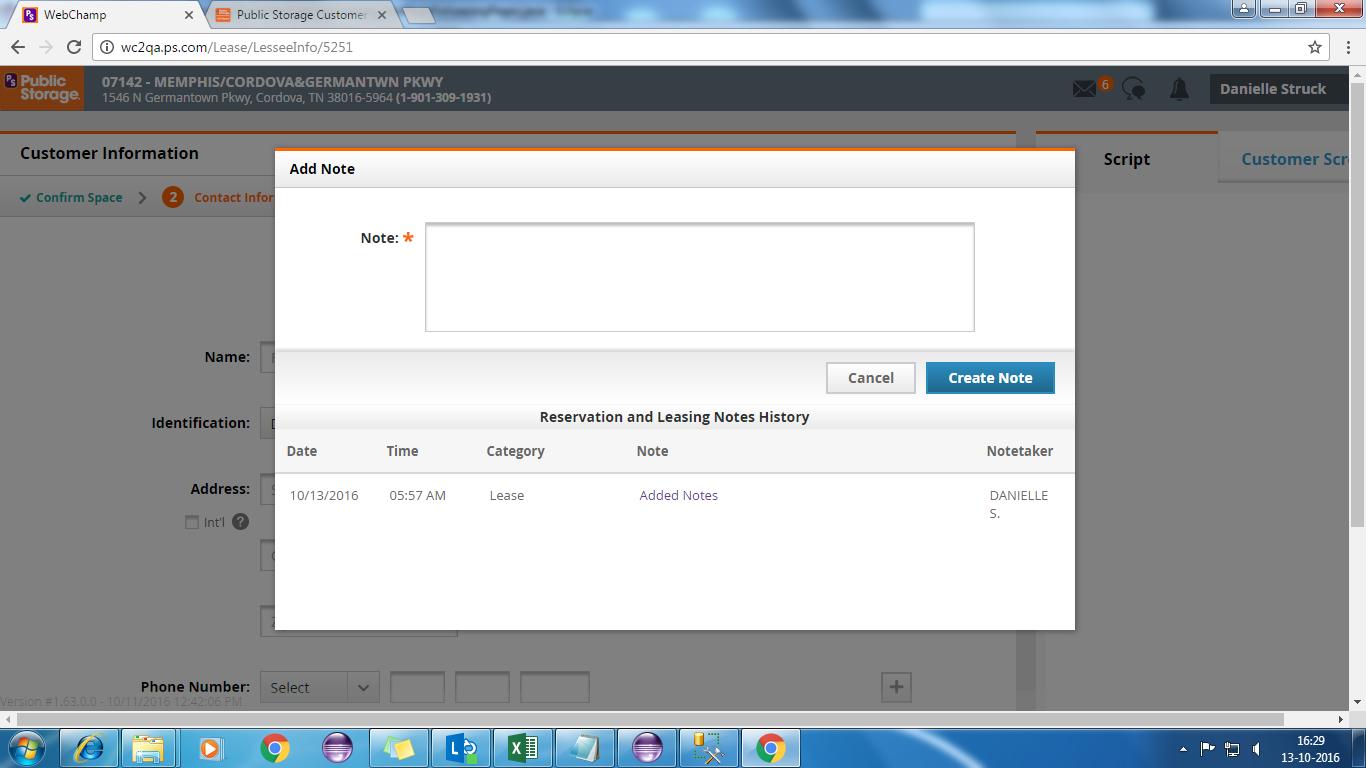 WebChamp
Public Storage Customer
wc2qa.ps.com/Lease/LesseeInfo/5251
PS Public Storage.
07142 - MEMPHIS/CORDOVA&GERMANTWN PKWY
1546 N Germantown Pkwy, Cordova, TN 38016-5964 (1-901-309-1931)
6
Danielle Struck
Customer Information
Script
Customer Scr
Confirm Space
2 Contact Infor
Add Note
Note: *
Cancel
Create Note
Reservation and Leasing Notes History
Date Time Category Note Notetaker
10/13/2016 05:57 AM Lease Added Notes DANIELLE
S.
Name:
Identification:
Address:
Int'l ?
Phone Number: Select
Version #1.63.0.0 - 10/11/2016 12:42:06 PM
16:29
13-10-2016